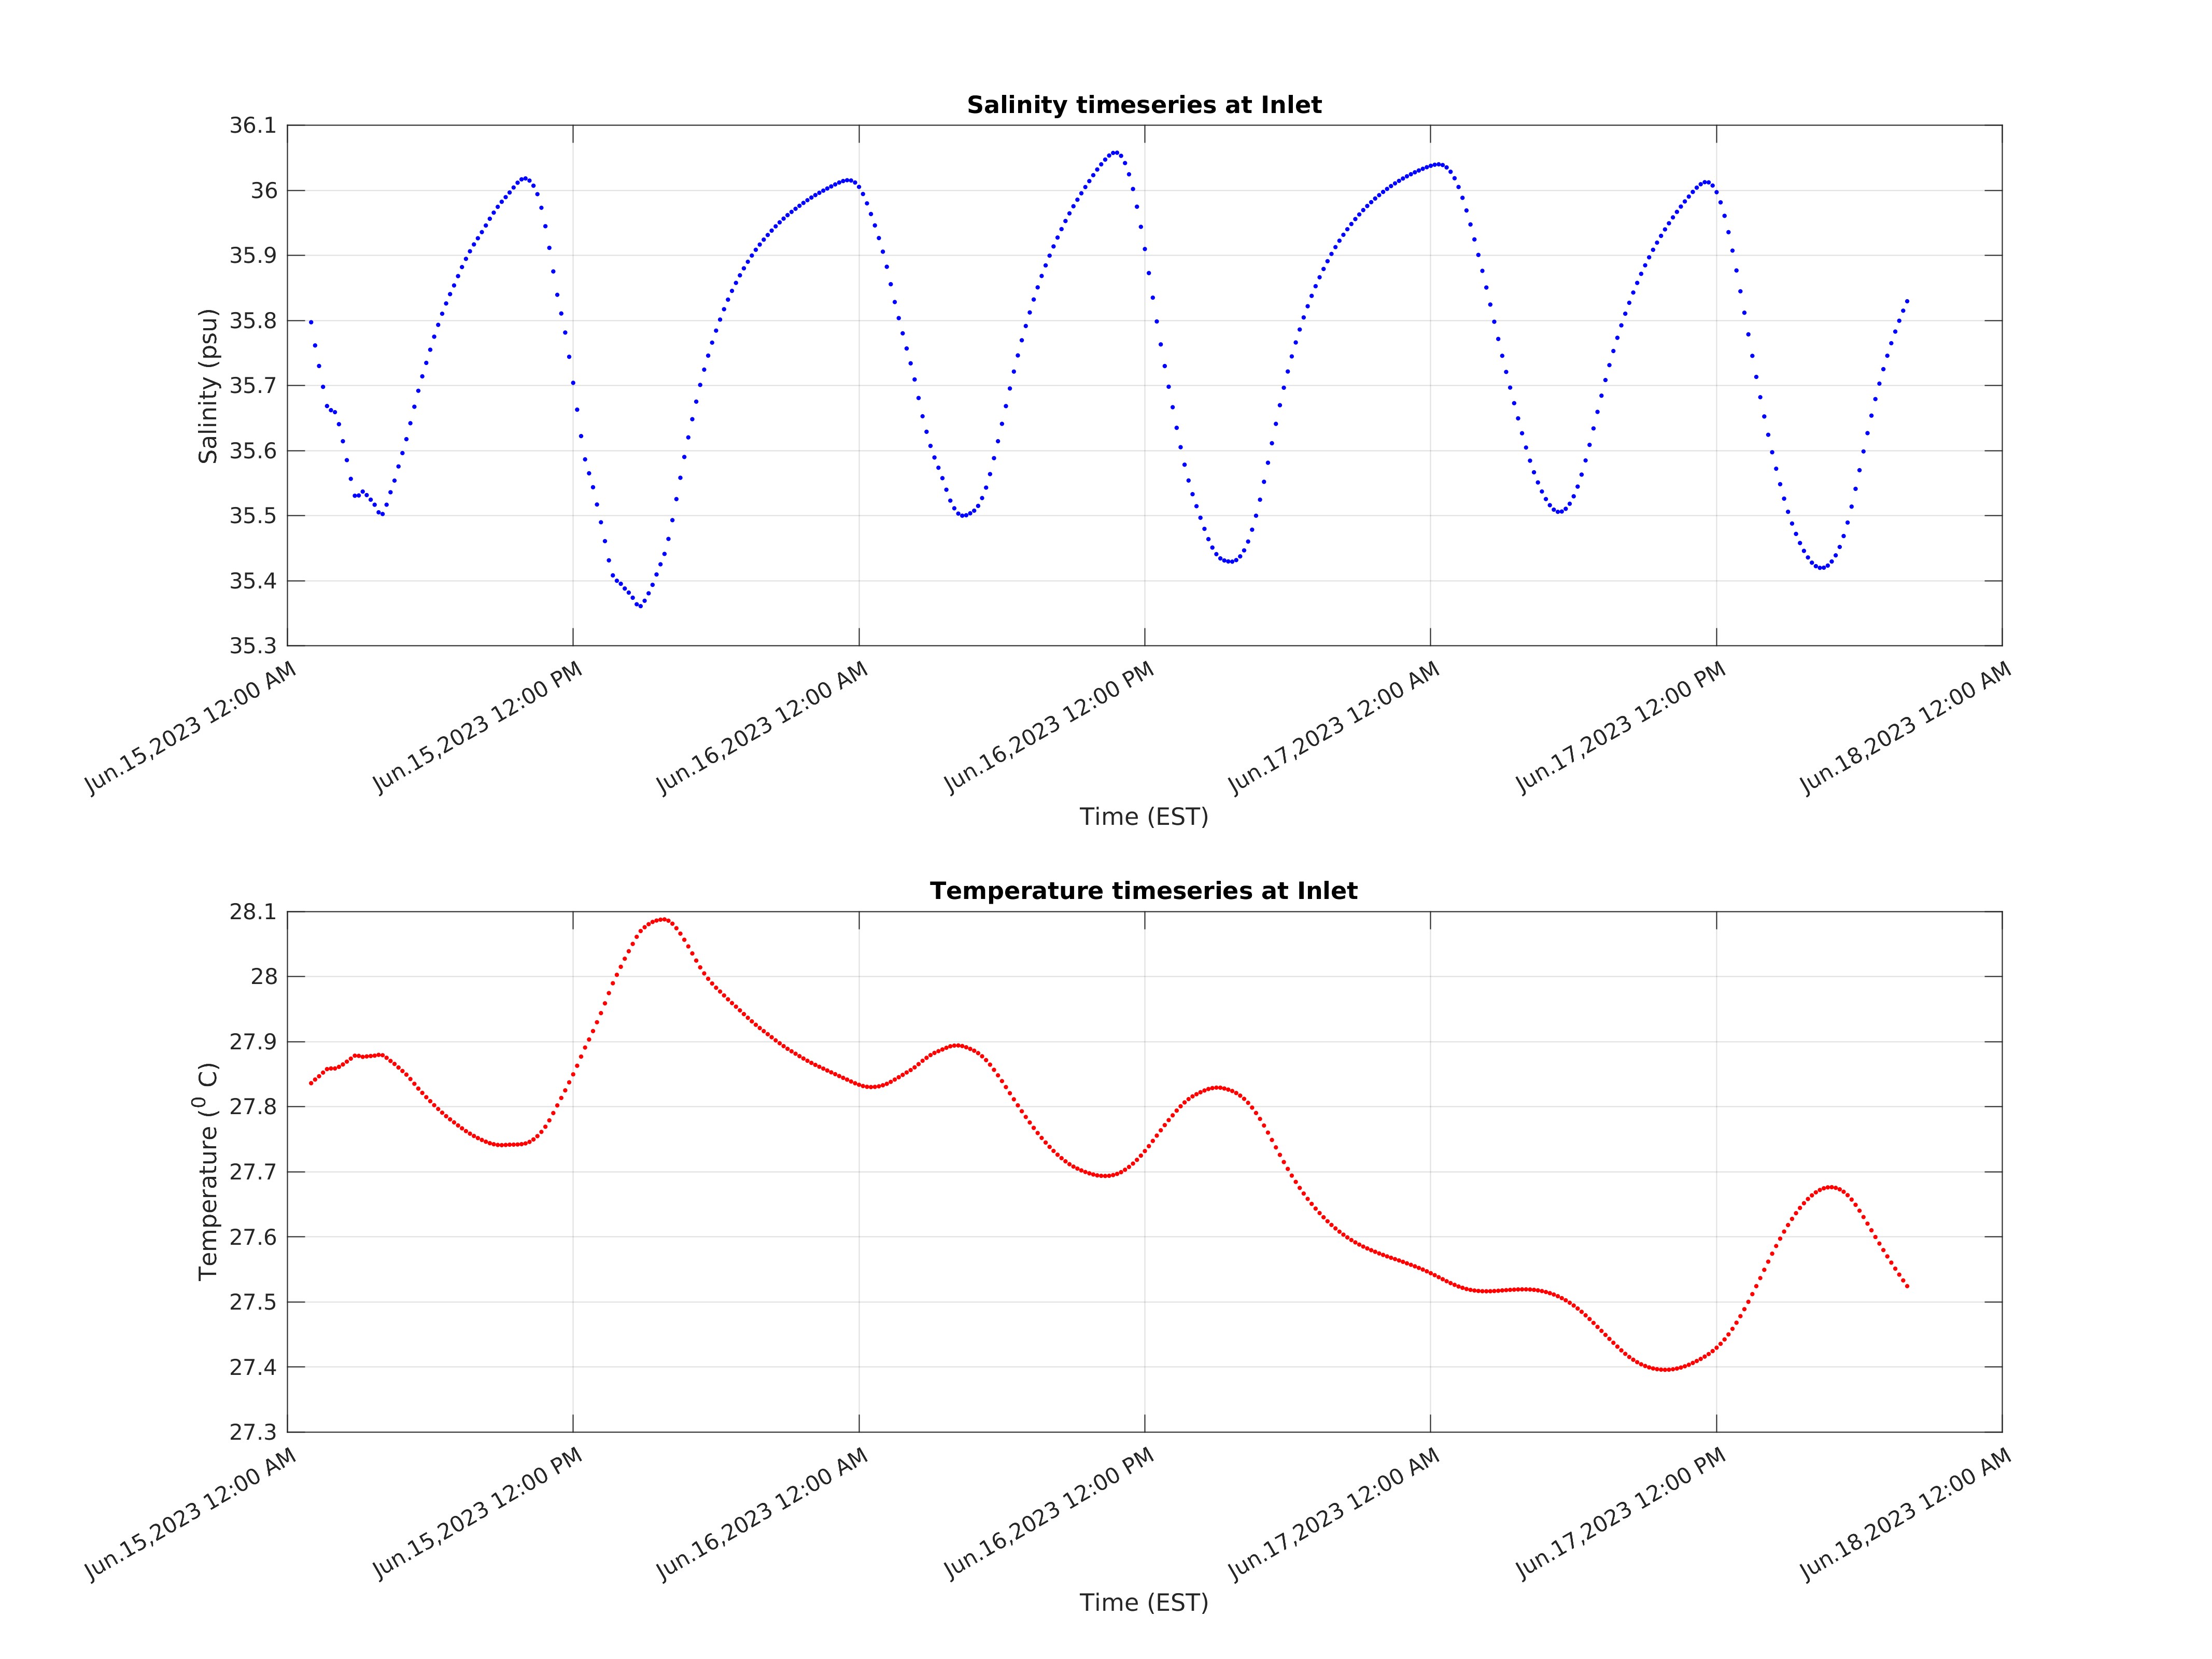 Salinity timeseries at Inlet
36.1
36
35.9
35.8
35.7
35.6
35.5
35.4
35.3
Salinity (psu)
Jun.15,2023 12:00 AM
Jun.15,2023 12:00 PM
Jun.16,2023 12:00 AM
Jun.16,2023 12:00 PM
Jun.17,2023 12:00 AM
Jun.17,2023 12:00 PM
Jun.18,2023 12:00 AM
Time (EST)
Temperature timeseries at Inlet
28.1
28
27.9
27.8
27.7
27.6
27.5
27.4
27.3
Temperature (⁰ C)
Jun.15,2023 12:00 AM
Jun.15,2023 12:00 PM
Jun.16,2023 12:00 AM
Jun.16,2023 12:00 PM
Jun.17,2023 12:00 AM
Jun.17,2023 12:00 PM
Jun.18,2023 12:00 AM
Time (EST)